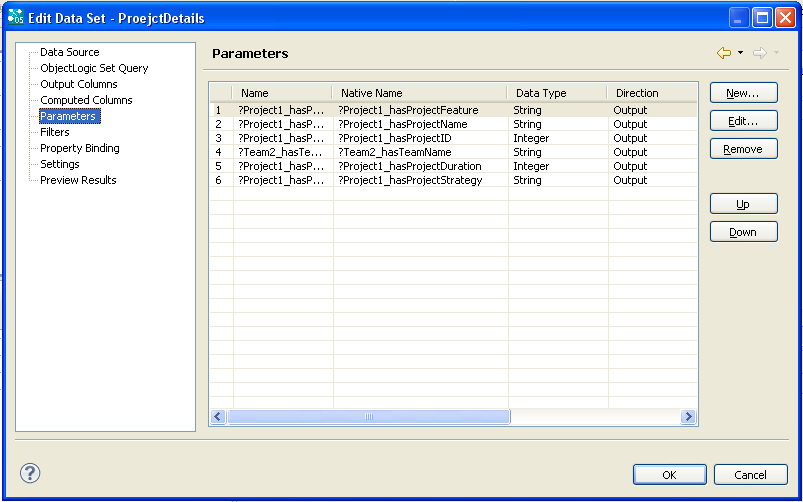 Edit Data Set - ProejctDetails
Data Source
ObjectLogic Set Query
Output Columns
Computed Columns
Parameters
Filters
Property Binding
Settings
Preview Results
Parameters
Name Native Name Data Type Direction
1 ?Project1_hasP... ?Project1_hasProjectFeature String Output
2 ?Project1_hasP... ?Project1_hasProjectName String Output
3 ?Project1_hasP... ?Project1_hasProjectID Integer Output
4 ?Team2_hasTe... ?Team2_hasTeamName String Output
5 ?Project1_hasP... ?Project1_hasProjectDuration Integer Output
6 ?Project1_hasP... ?Project1_hasProjectStrategy String Output
New...
Edit...
Remove
Up
Down
?
OK Cancel